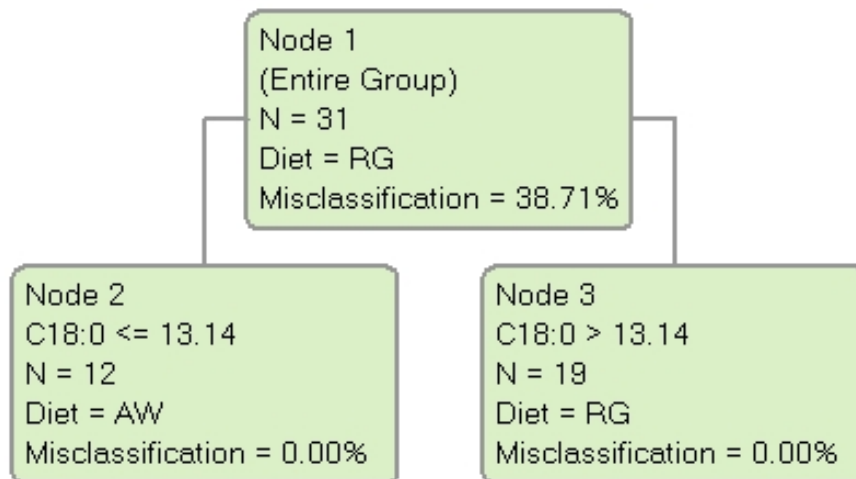 Node 1
(Entire Group)
N = 31
Diet = RG
Misclassification = 38.71%
Node 2
C18:0 <= 13.14
N = 12
Diet = AW
Misclassification = 0.00%
Node 3
C18:0 > 13.14
N = 19
Diet = RG
Misclassification = 0.00%